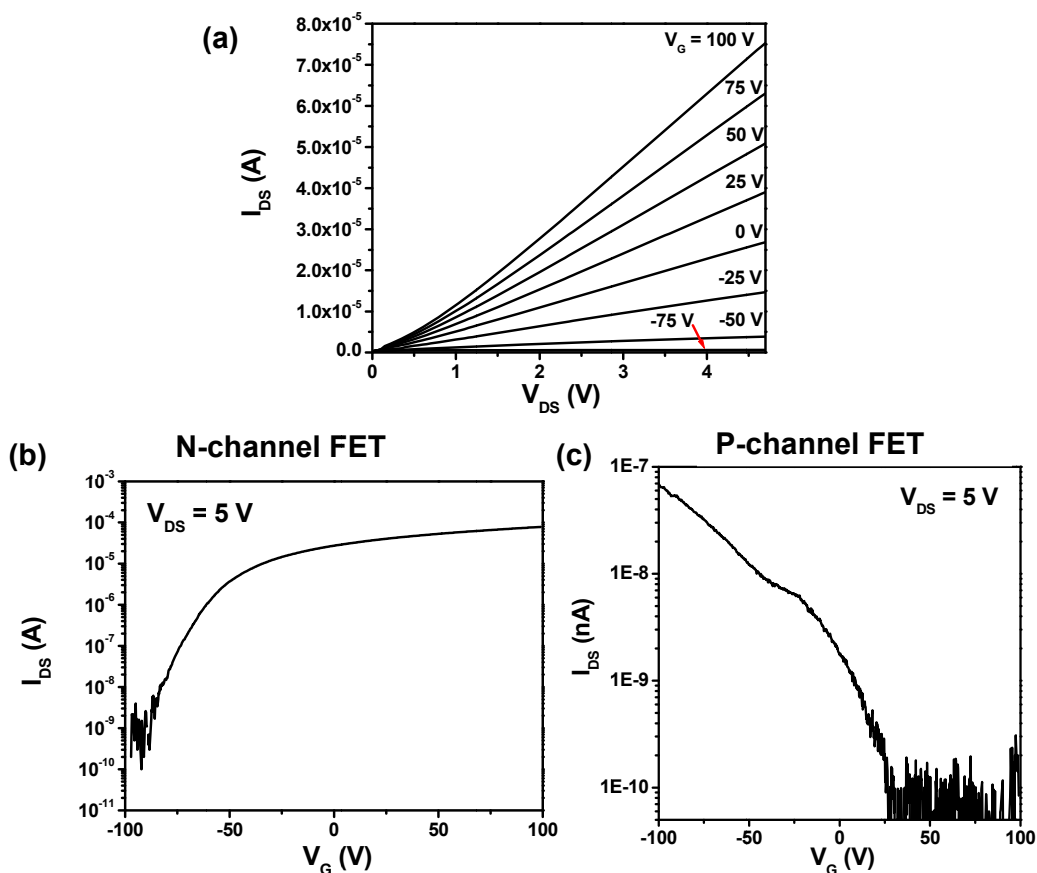 (a)
8.0x10⁻⁵
7.0x10⁻⁵
6.0x10⁻⁵
5.0x10⁻⁵
4.0x10⁻⁵
3.0x10⁻⁵
2.0x10⁻⁵
1.0x10⁻⁵
0.0
I_DS (A)
V_G = 100 V
75 V
50 V
25 V
0 V
-25 V
-75 V
-50 V
0 1 2 3 4
V_DS (V)
(b)
N-channel FET
V_DS = 5 V
10⁻³
10⁻⁴
10⁻⁵
10⁻⁶
10⁻⁷
10⁻⁸
10⁻⁹
10⁻¹⁰
10⁻¹¹
I_DS (A)
-100 -50 0 50 100
V_G (V)
(c)
P-channel FET
V_DS = 5 V
1E-7
1E-8
1E-9
1E-10
I_DS (nA)
-100 -50 0 50 100
V_G (V)